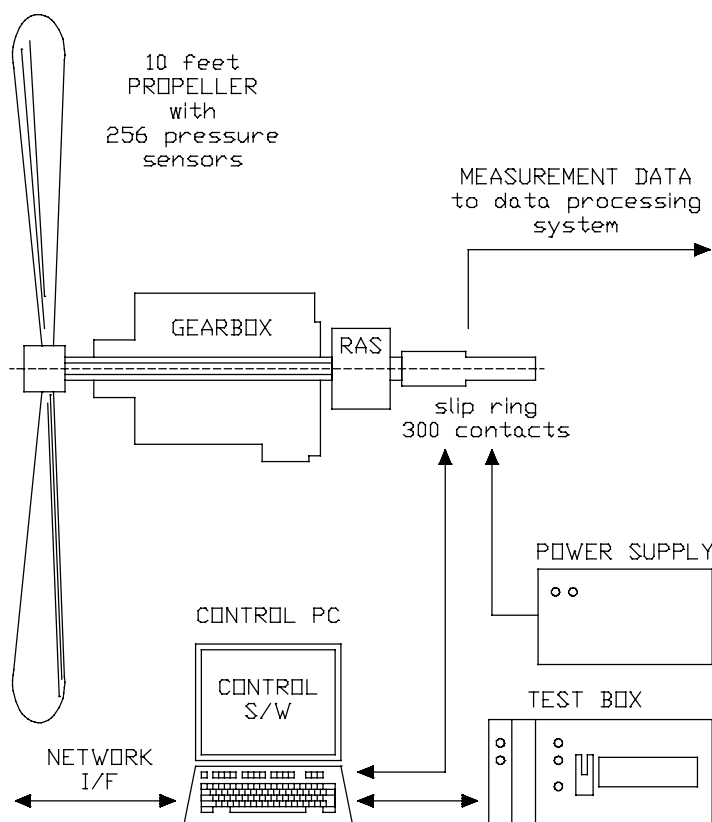 10 feet
PROPELLER
with
256 pressure
sensors
MEASUREMENT DATA
to data processing
system
GEARBOX
RAS
slip ring
300 contacts
POWER SUPPLY
CONTROL PC
CONTROL
S/W
TEST BOX
NETWORK
I/F